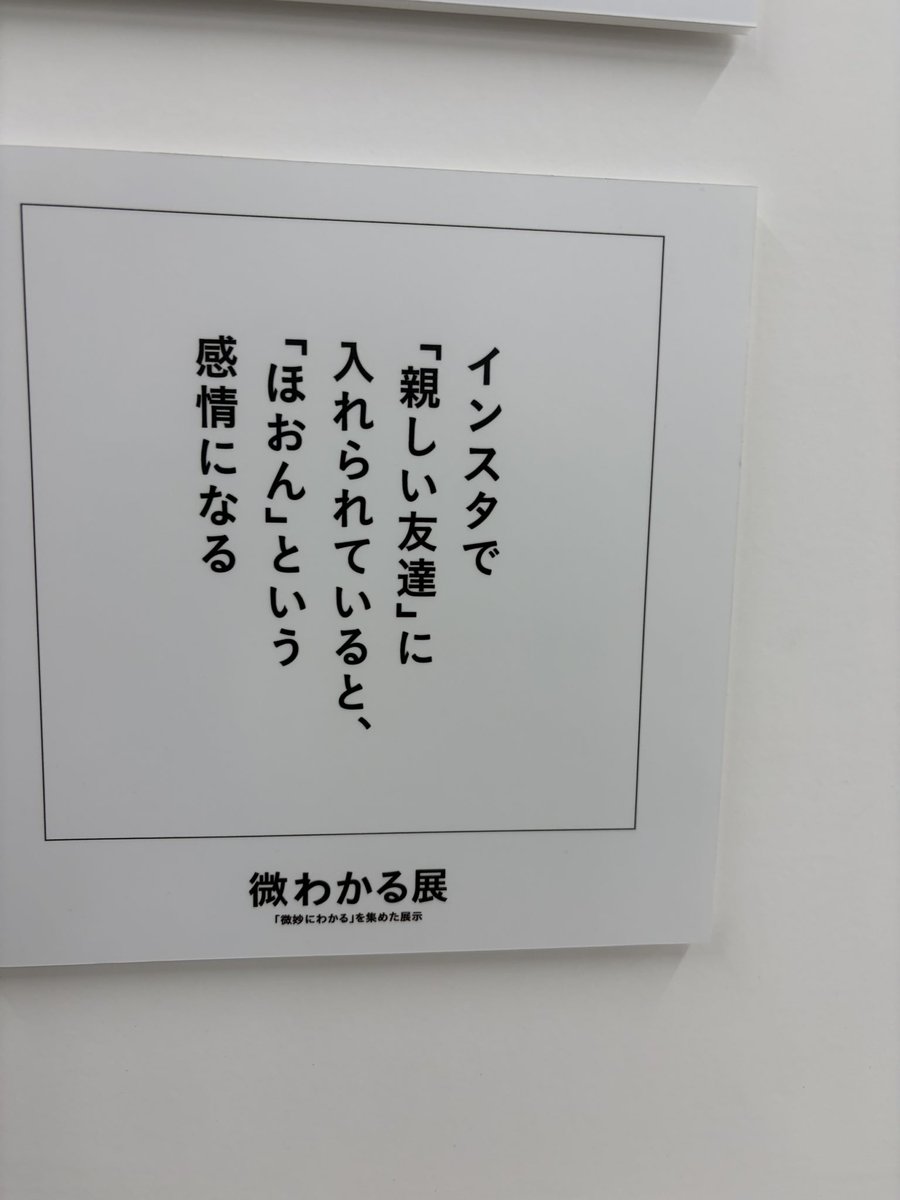 インスタで
「親しい友達」に
入れられていると、
「ほおん」という
感情になる
微わかる展
「微妙にわかる」を集めた展示